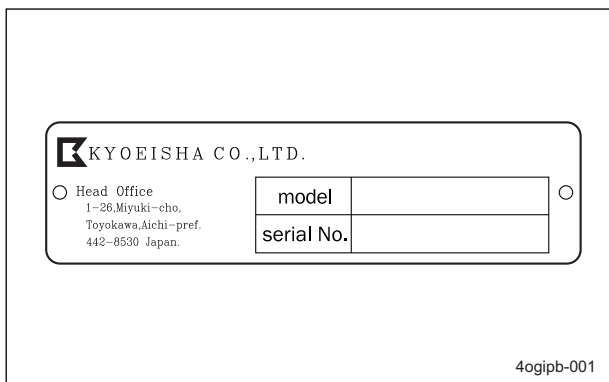 KYOEISHA CO.,LTD.
Head Office
1-26,Miyuki-cho,
Toyokawa,Aichi-pref.
442-8530 Japan.
model
serial No.
4ogipb-001